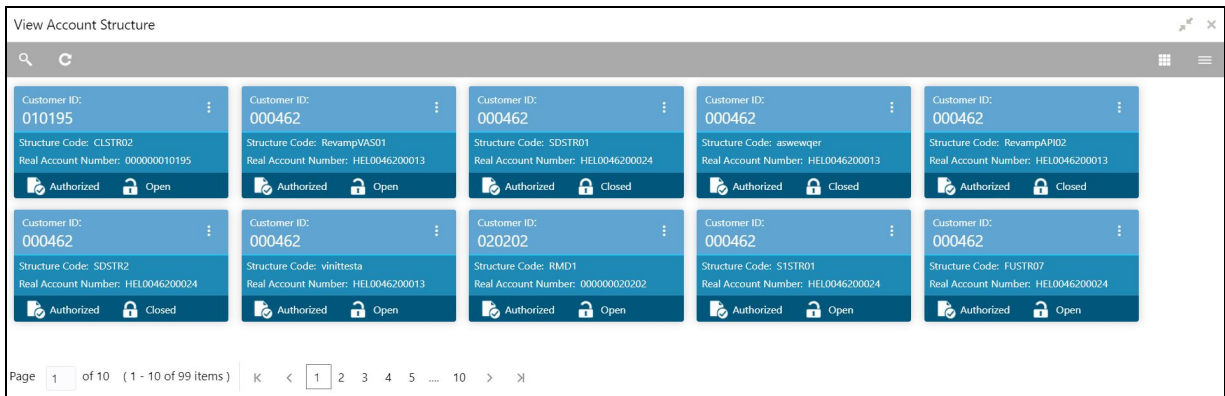 View Account Structure
Customer ID:
010195
Structure Code: CLSTR02
Real Account Number: 000000010195
Authorized Open
Customer ID:
000462
Structure Code: RevampVAS01
Real Account Number: HEL0046200013
Authorized Open
Customer ID:
000462
Structure Code: SDSTR01
Real Account Number: HEL0046200024
Authorized Closed
Customer ID:
000462
Structure Code: aswewqer
Real Account Number: HEL0046200013
Authorized Closed
Customer ID:
000462
Structure Code: RevampAPI02
Real Account Number: HEL0046200013
Authorized Closed
Customer ID:
000462
Structure Code: SDSTR2
Real Account Number: HEL0046200024
Authorized Closed
Customer ID:
000462
Structure Code: vinittesta
Real Account Number: HEL0046200013
Authorized Open
Customer ID:
020202
Structure Code: RMD1
Real Account Number: 000000020202
Authorized Open
Customer ID:
000462
Structure Code: S1STR01
Real Account Number: HEL0046200024
Authorized Open
Customer ID:
000462
Structure Code: FUSTR07
Real Account Number: HEL0046200024
Authorized Open
Page 1 of 10 ( 1 - 10 of 99 items ) 1 2 3 4 5 .... 10